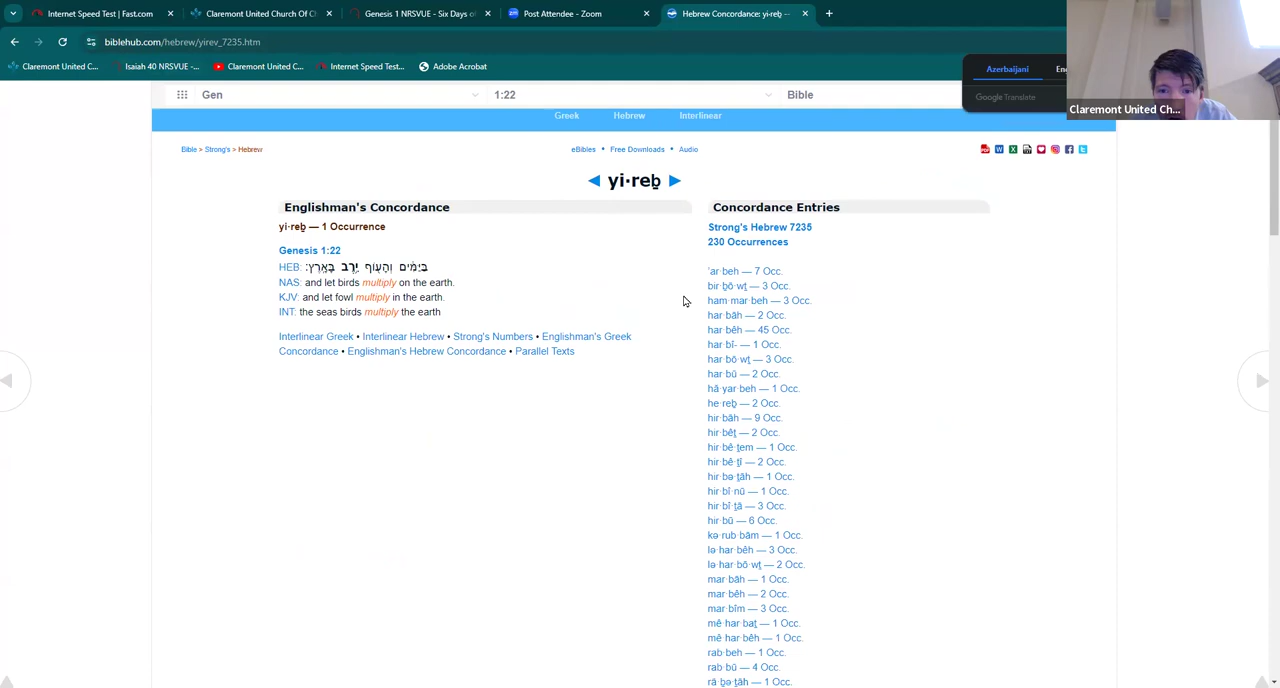 Internet Speed Test | Fast.com
Claremont United Church Of Ch
Genesis 1 NRSVUE - Six Days of
Post Attendee - Zoom
Hebrew Concordance: yi·reḇ --
biblehub.com/hebrew/yirev_7235.htm
Claremont United C...
Isaiah 40 NRSVUE -...
Claremont United C...
Internet Speed Test...
Adobe Acrobat
Azerbaijani
En
Google Translate
Claremont United Ch...
Gen
1:22
Bible
Greek
Hebrew
Interlinear
Bible > Strong's > Hebrew
eBibles • Free Downloads • Audio
◄ yi·reḇ ►
Englishman's Concordance
yi·reḇ — 1 Occurrence
Genesis 1:22
HEB: בַּיַּמִּ֔ים וְהָע֖וֹף יִ֥רֶב בָּאָֽרֶץ׃
NAS: and let birds multiply on the earth.
KJV: and let fowl multiply in the earth.
INT: the seas birds multiply the earth
Interlinear Greek • Interlinear Hebrew • Strong's Numbers • Englishman's Greek
Concordance • Englishman's Hebrew Concordance • Parallel Texts
Concordance Entries
Strong's Hebrew 7235
230 Occurrences
’ar·beh — 7 Occ.
bir·ḇō·wṯ — 3 Occ.
ham·mar·beh — 3 Occ.
har·bāh — 2 Occ.
har·bêh — 45 Occ.
har·bî- — 1 Occ.
har·bō·wṯ — 3 Occ.
har·bū — 2 Occ.
hă·yar·beh — 1 Occ.
he·reḇ — 2 Occ.
hir·bāh — 9 Occ.
hir·bêṯ — 2 Occ.
hir·bê·ṯem — 1 Occ.
hir·bê·ṯî — 2 Occ.
hir·bə·ṯāh — 1 Occ.
hir·bî·nū — 1 Occ.
hir·bî·ṯā — 3 Occ.
hir·bū — 6 Occ.
kə·rub·bām — 1 Occ.
lə·har·bêh — 3 Occ.
lə·har·bō·wṯ — 2 Occ.
mar·bāh — 1 Occ.
mar·bêh — 2 Occ.
mar·bîm — 3 Occ.
mê·har·baṯ — 1 Occ.
mê·har·bêh — 1 Occ.
rab·beh — 1 Occ.
rab·bū — 4 Occ.
rā·ḇə·ṯāh — 1 Occ.